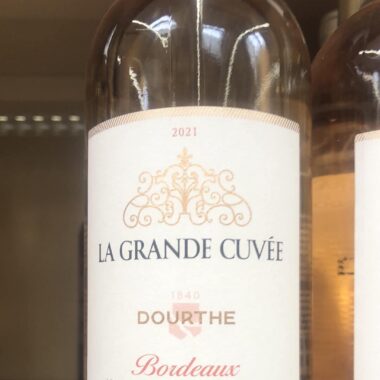 2021
LA GRANDE CUVÉE
1840
DOURTHE
Bordeaux